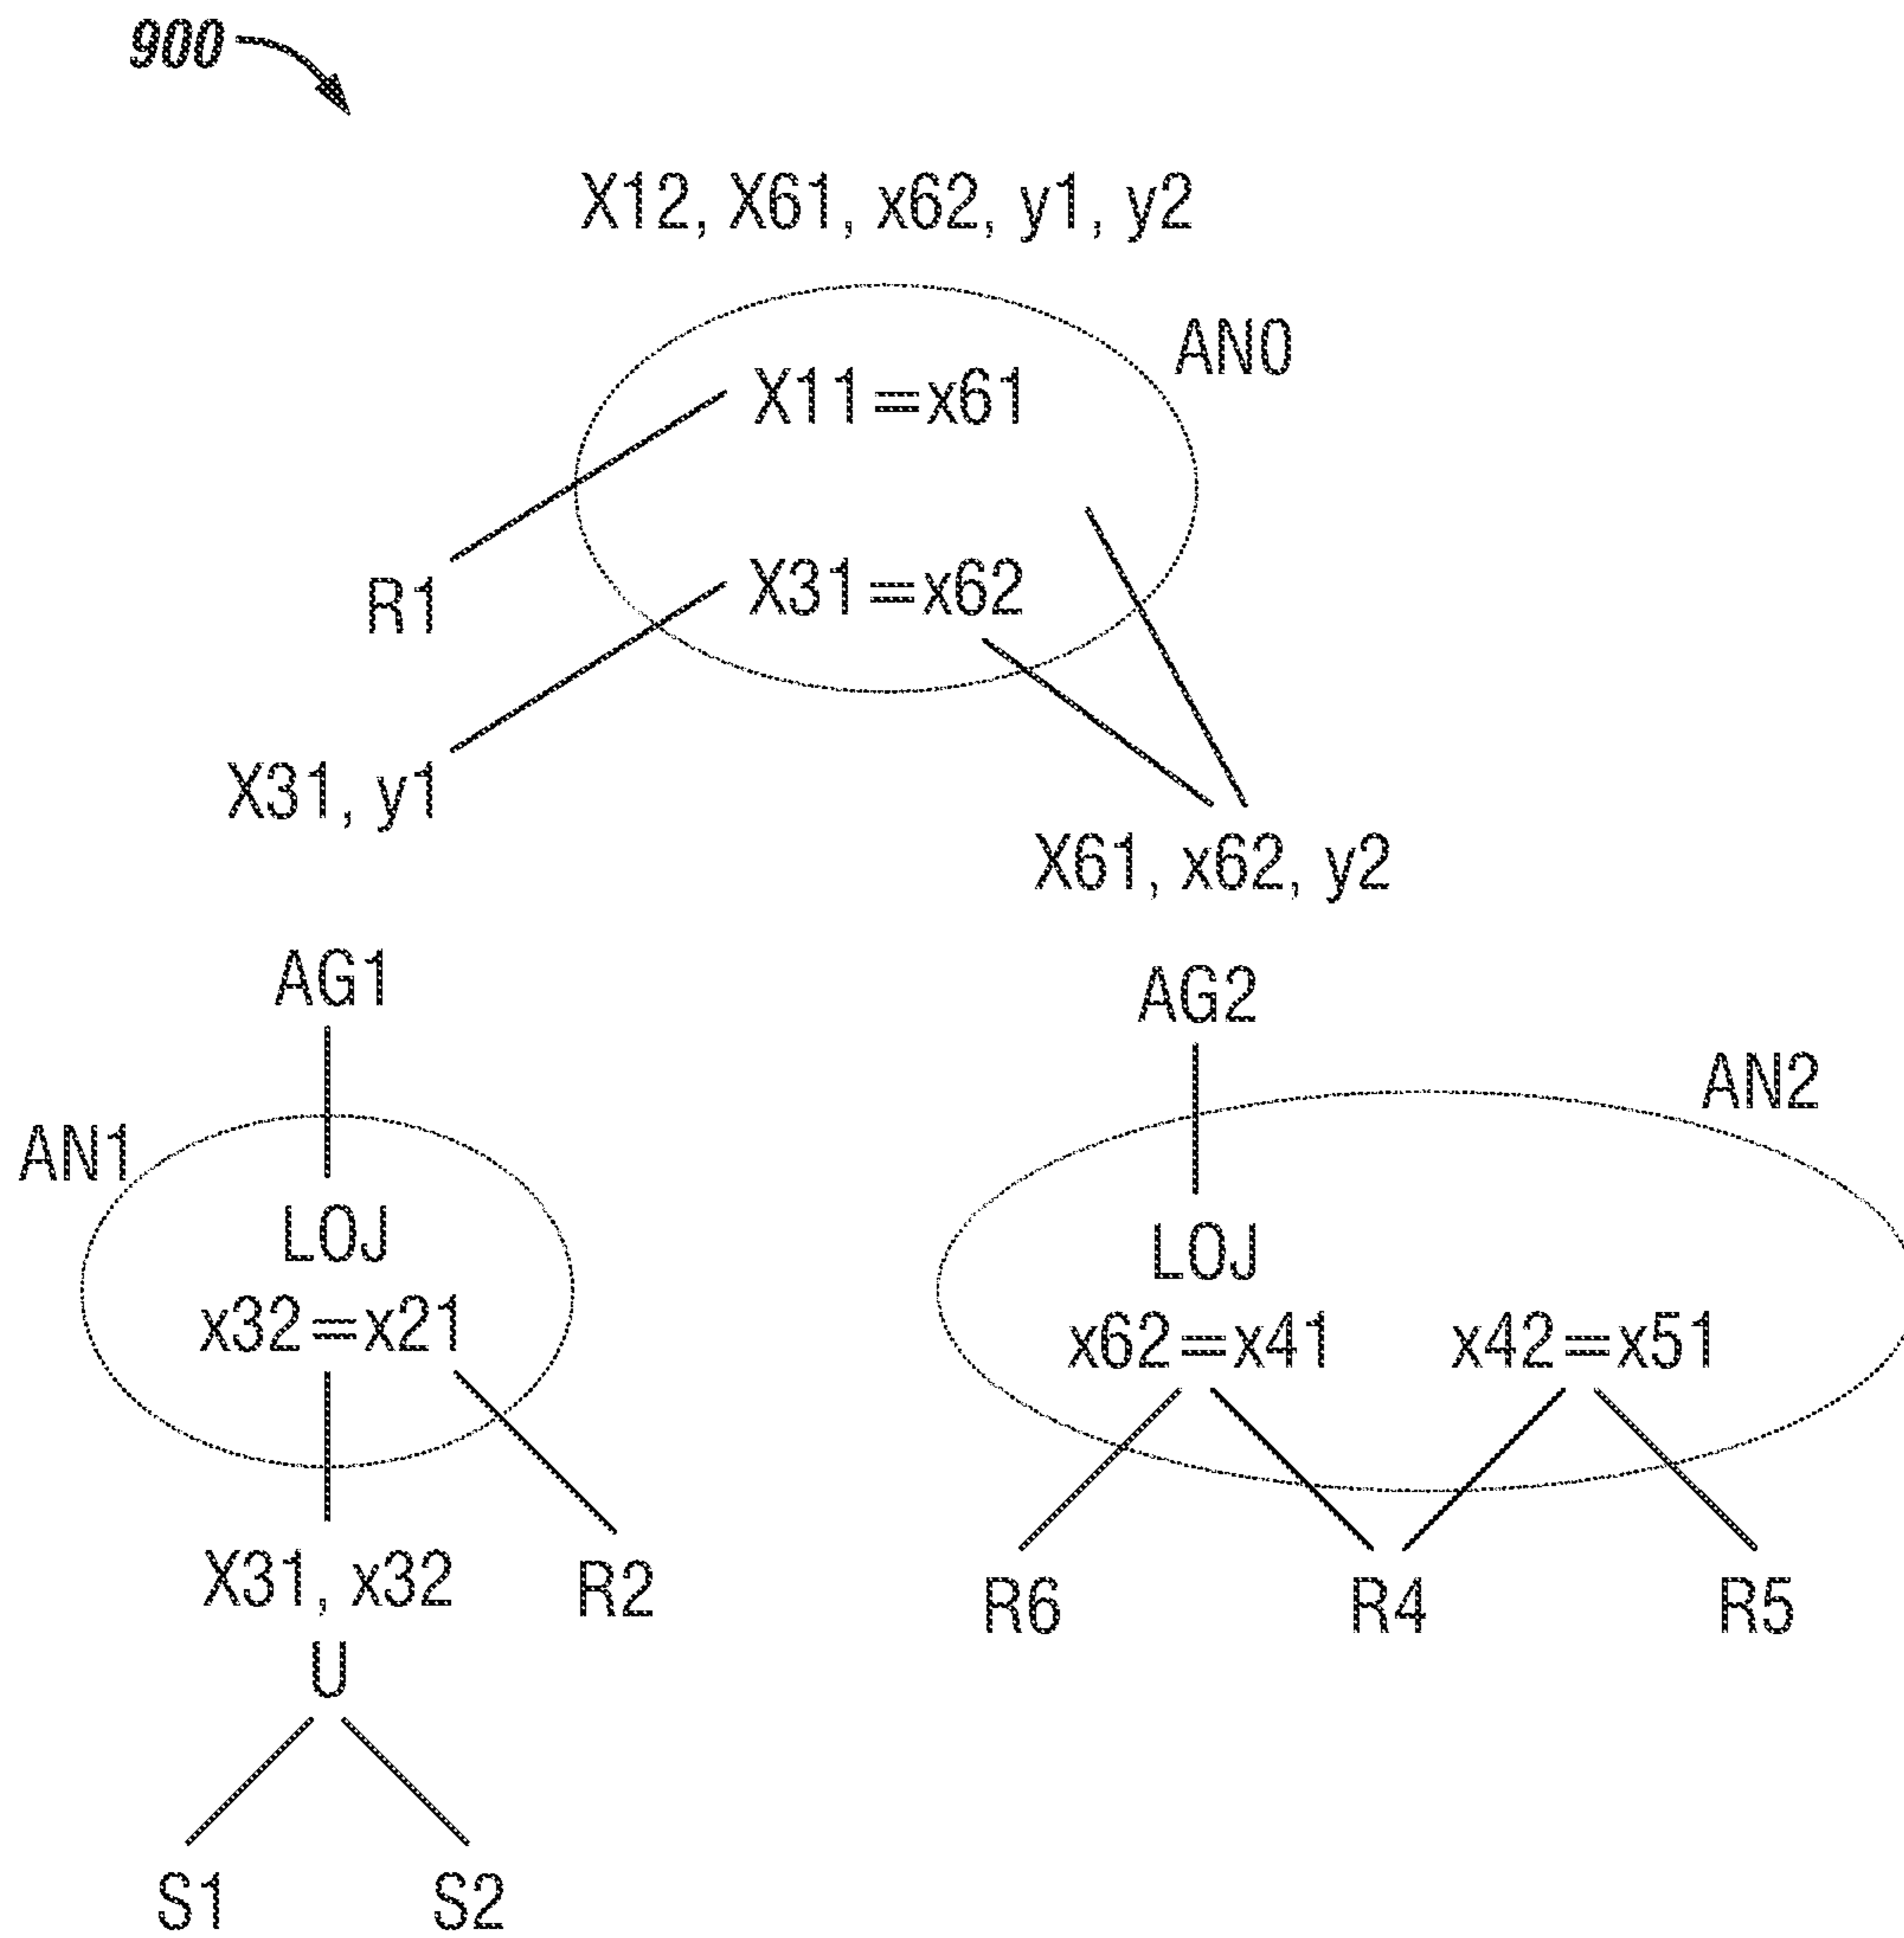 900
X12, X61, x62, y1, y2
AN0
X11=x61
R1
X31=x62
X31, y1
X61, x62, y2
AG1
AG2
AN1
AN2
LOJ
x32=x21
LOJ
x62=x41
x42=x51
X31, x32
R2
U
R6
R4
R5
S1
S2